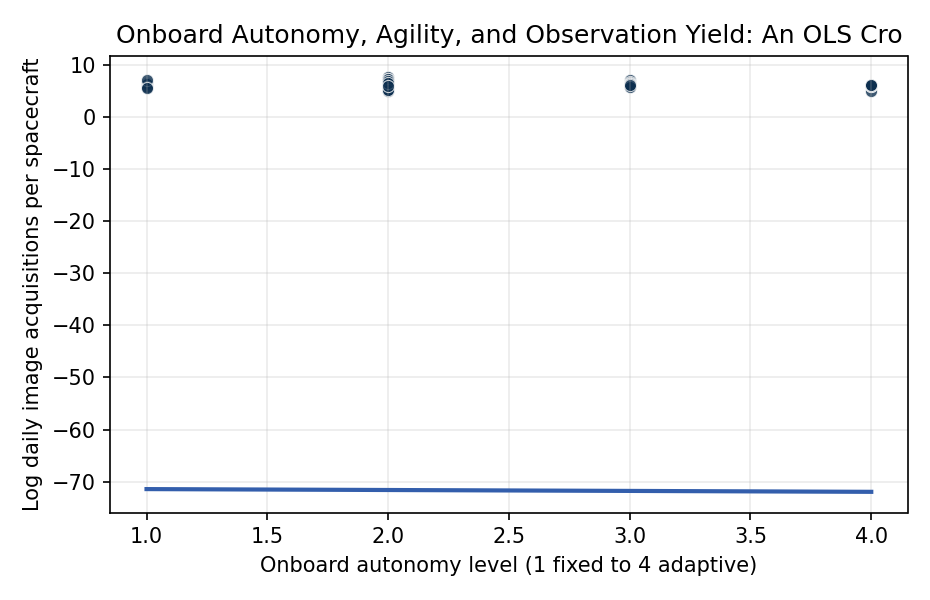 Onboard Autonomy, Agility, and Observation Yield: An OLS Cro
Log daily image acquisitions per spacecraft
10
0
−10
−20
−30
−40
−50
−60
−70
1.0 1.5 2.0 2.5 3.0 3.5 4.0
Onboard autonomy level (1 fixed to 4 adaptive)